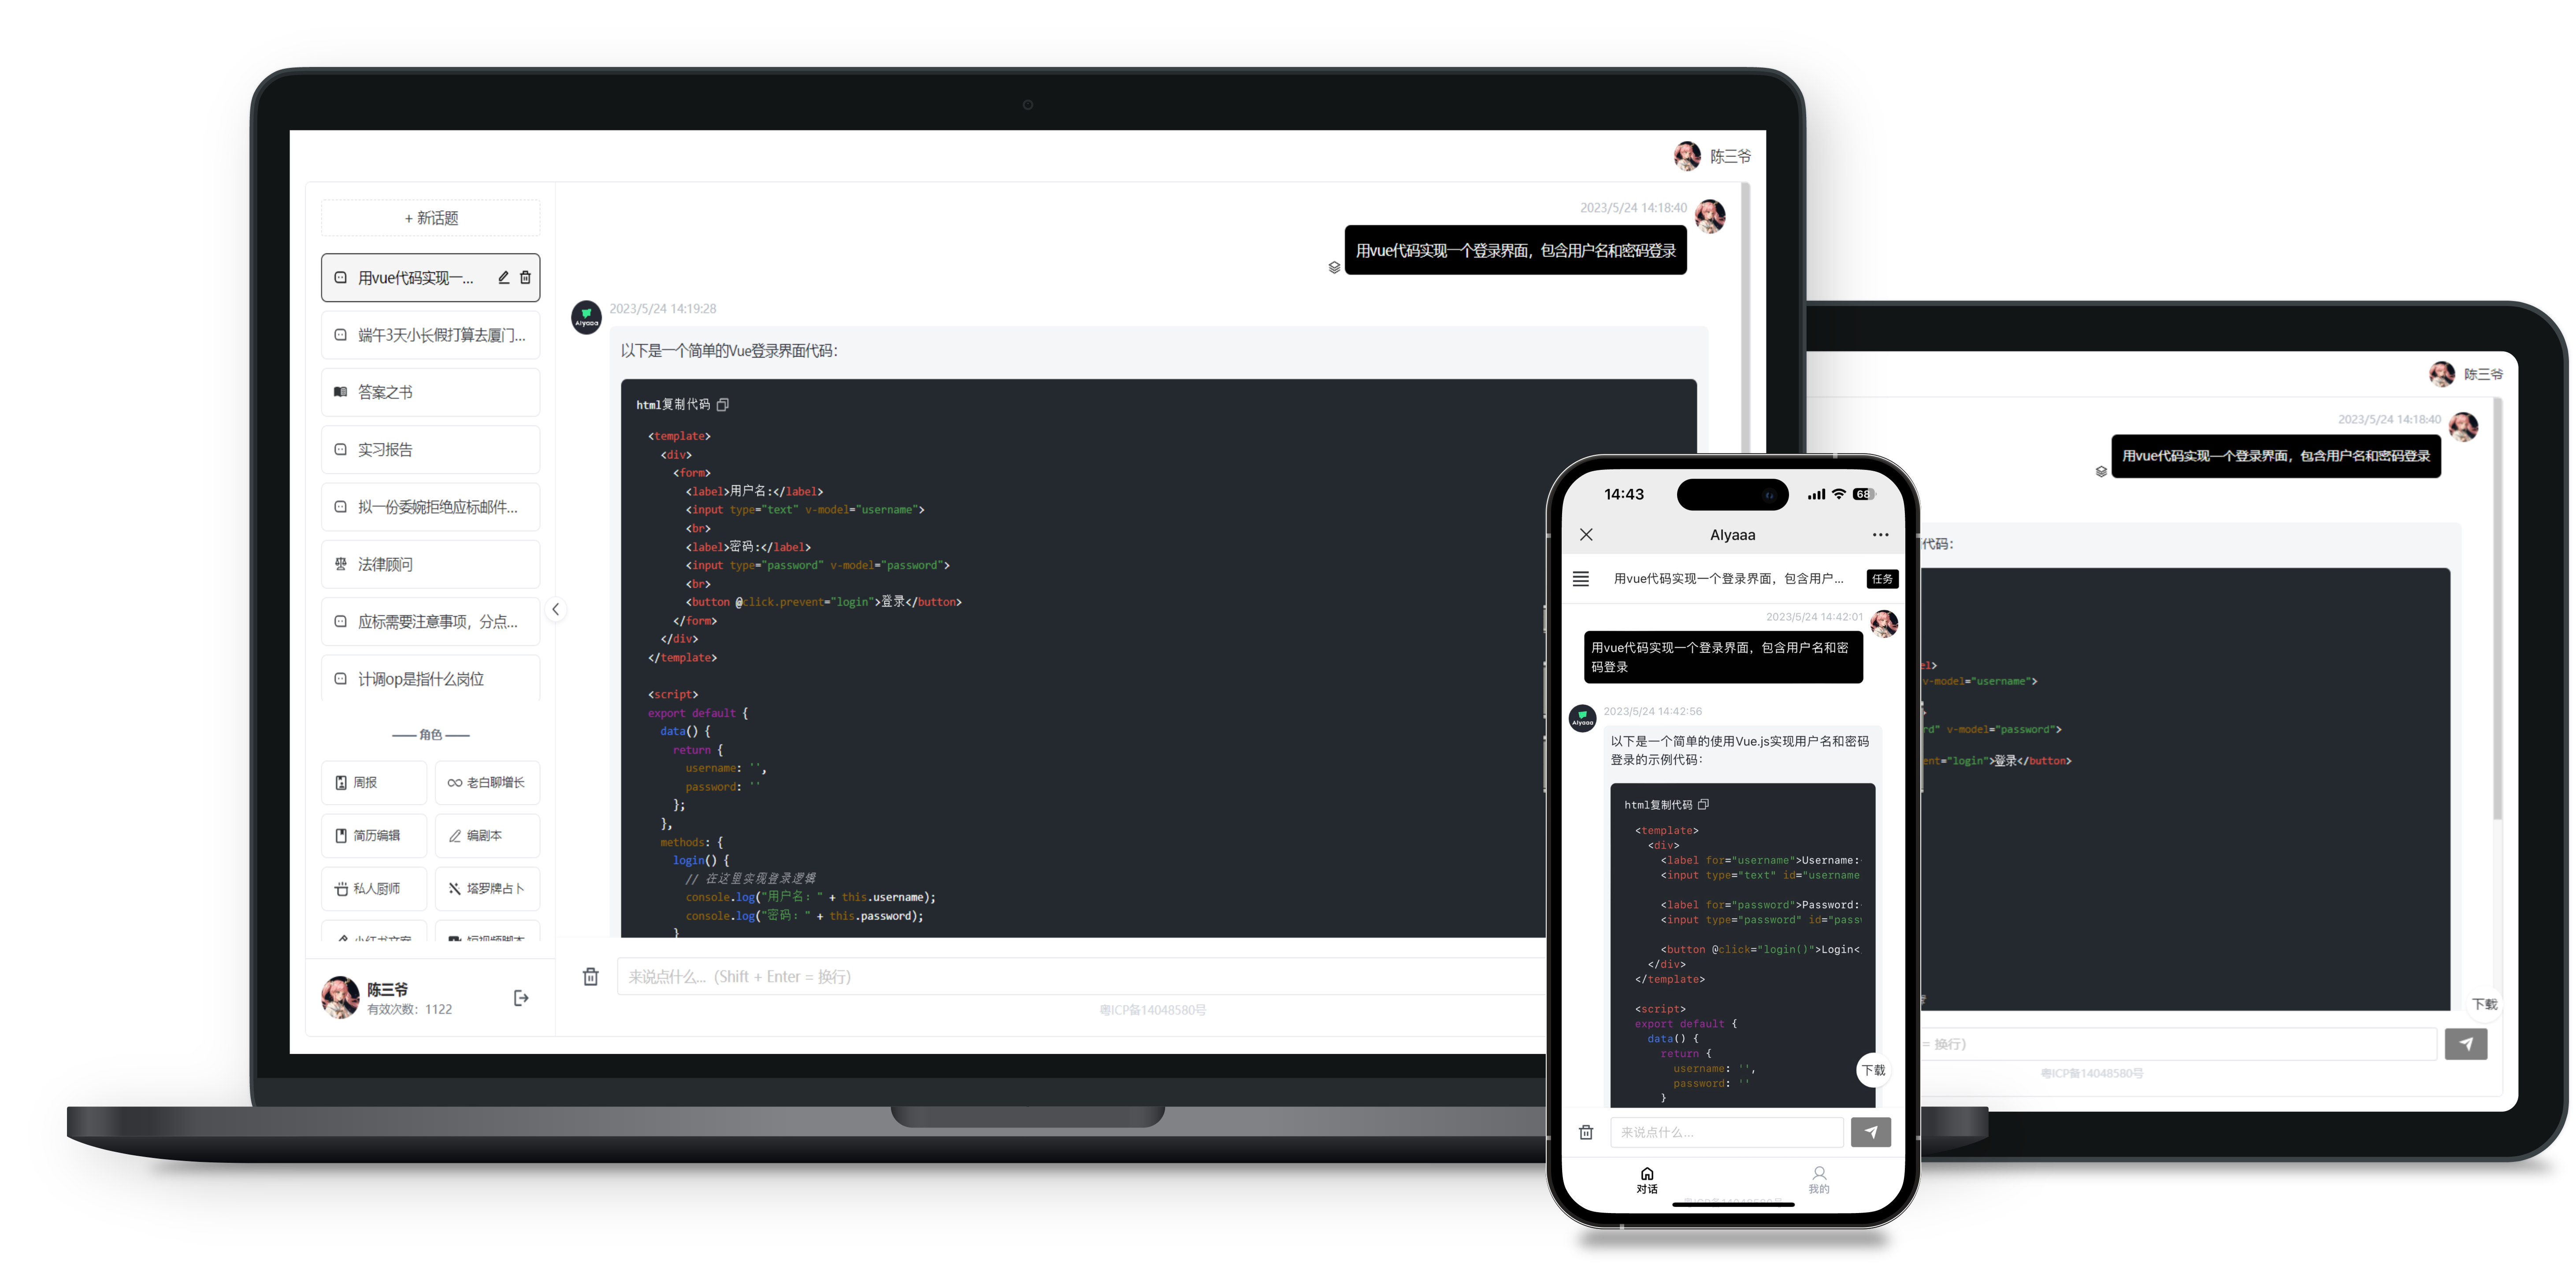 陈三爷
+ 新话题
用vue代码实现一...
端午3天小长假打算去厦门...
答案之书
实习报告
拟一份委婉拒绝应标邮件...
法律顾问
应标需要注意事项，分点...
计调op是指什么岗位
角色
周报
老白聊增长
简历编辑
编剧本
私人厨师
塔罗牌占卜
小红书文案
短视频脚本
陈三爷
有效次数：1122
2023/5/24 14:18:40
用vue代码实现一个登录界面，包含用户名和密码登录
AIyaaa
2023/5/24 14:19:28
以下是一个简单的Vue登录界面代码：
html复制代码
<template>
<div>
<form>
<label>用户名:</label>
<input type="text" v-model="username">
<br>
<label>密码:</label>
<input type="password" v-model="password">
<br>
<button @click.prevent="login">登录</button>
</form>
</div>
</template>
<script>
export default {
data() {
return {
username: '',
password: ''
};
},
methods: {
login() {
// 在这里实现登录逻辑
console.log("用户名：" + this.username);
console.log("密码：" + this.password);
}
来说点什么...（Shift + Enter = 换行）
粤ICP备14048580号
14:43
68
AIyaaa
用vue代码实现一个登录界面，包含用户...
任务
2023/5/24 14:42:01
用vue代码实现一个登录界面，包含用户名和密
码登录
AIyaaa
2023/5/24 14:42:56
以下是一个简单的使用Vue.js实现用户名和密码
登录的示例代码：
html复制代码
<template>
<div>
<label for="username">Username:
<input type="text" id="username
<label for="password">Password:
<input type="password" id="passw
<button @click="login()">Login<
</div>
</template>
<script>
export default {
data() {
return {
username: '',
password: ''
}
下载
来说点什么...
对话
我的
陈三爷
2023/5/24 14:18:40
用vue代码实现一个登录界面，包含用户名和密码登录
代码：
el>
v-model="username">
rd" v-model="password">
ent="login">登录</button>
下载
= 换行）
粤ICP备14048580号